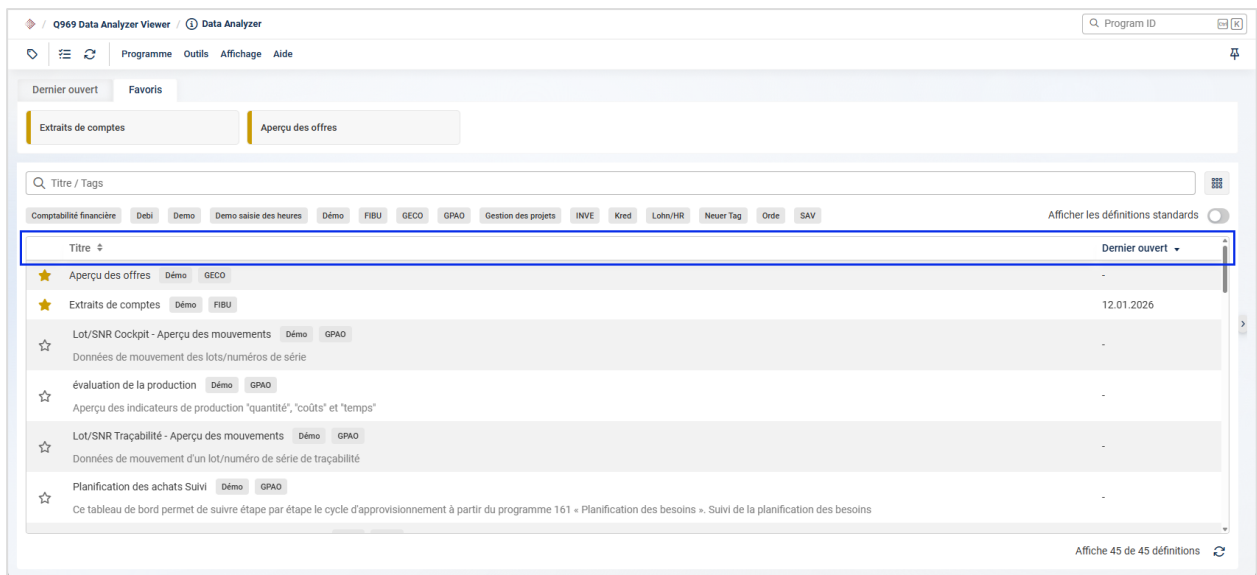 / Q969 Data Analyzer Viewer / Data Analyzer Program ID Ctrl K
Programme Outils Affichage Aide
Dernier ouvert Favoris
Extraits de comptes Aperçu des offres
Titre / Tags
Comptabilité financière Debi Demo Demo saisie des heures Démo FIBU GECO GPAO Gestion des projets INVE Kred Lohn/HR Neuer Tag Orde SAV Afficher les définitions standards
Titre Dernier ouvert
Aperçu des offres Démo GECO -
Extraits de comptes Démo FIBU 12.01.2026
Lot/SNR Cockpit - Aperçu des mouvements Démo GPAO
Données de mouvement des lots/numéros de série -
évaluation de la production Démo GPAO
Aperçu des indicateurs de production "quantité", "coûts" et "temps" -
Lot/SNR Traçabilité - Aperçu des mouvements Démo GPAO
Données de mouvement d'un lot/numéro de série de traçabilité -
Planification des achats Suivi Démo GPAO
Ce tableau de bord permet de suivre étape par étape le cycle d'approvisionnement à partir du programme 161 « Planification des besoins ». Suivi de la planification des besoins -
Affiche 45 de 45 définitions